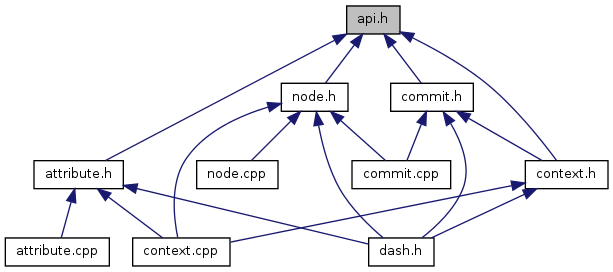 api.h
node.h
commit.h
attribute.h
node.cpp
commit.cpp
context.h
attribute.cpp
context.cpp
dash.h